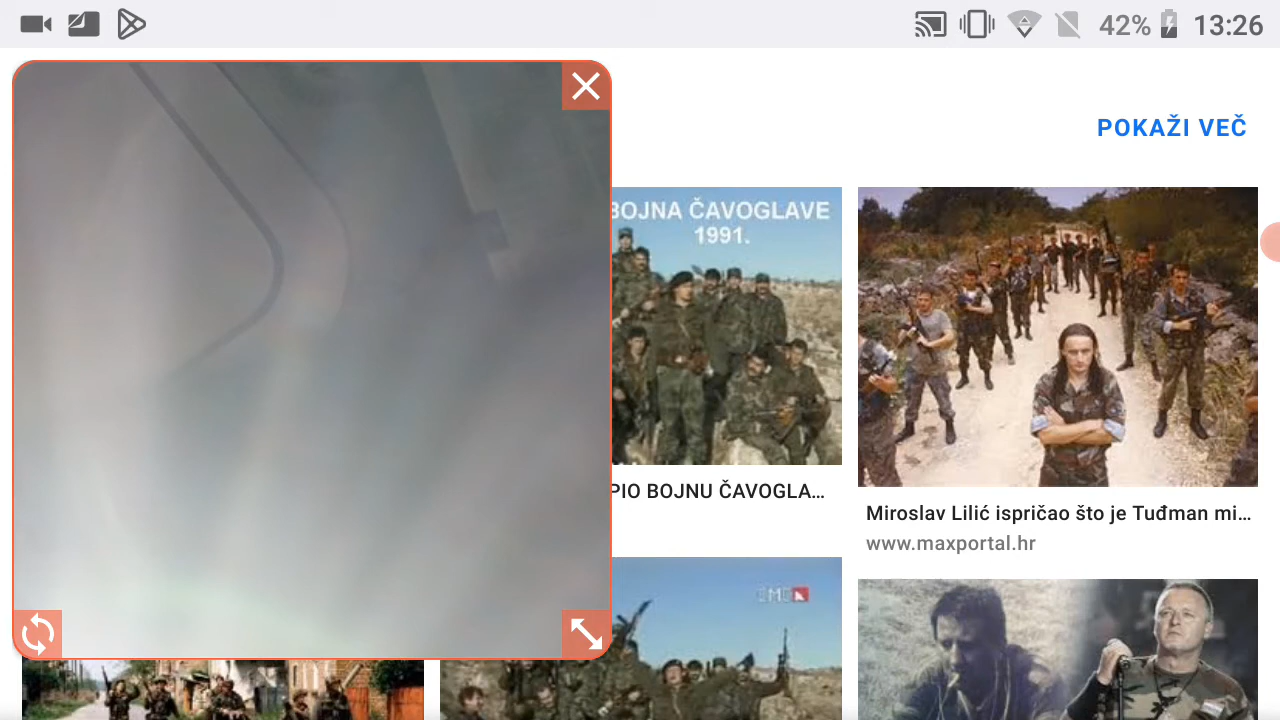 42% 13:26
POKAŽI VEČ
BOJNA ČAVOGLAVE
1991.
PIO BOJNU ČAVOGLA...
Miroslav Lilić ispričao što je Tuđman mi...
www.maxportal.hr
CMC